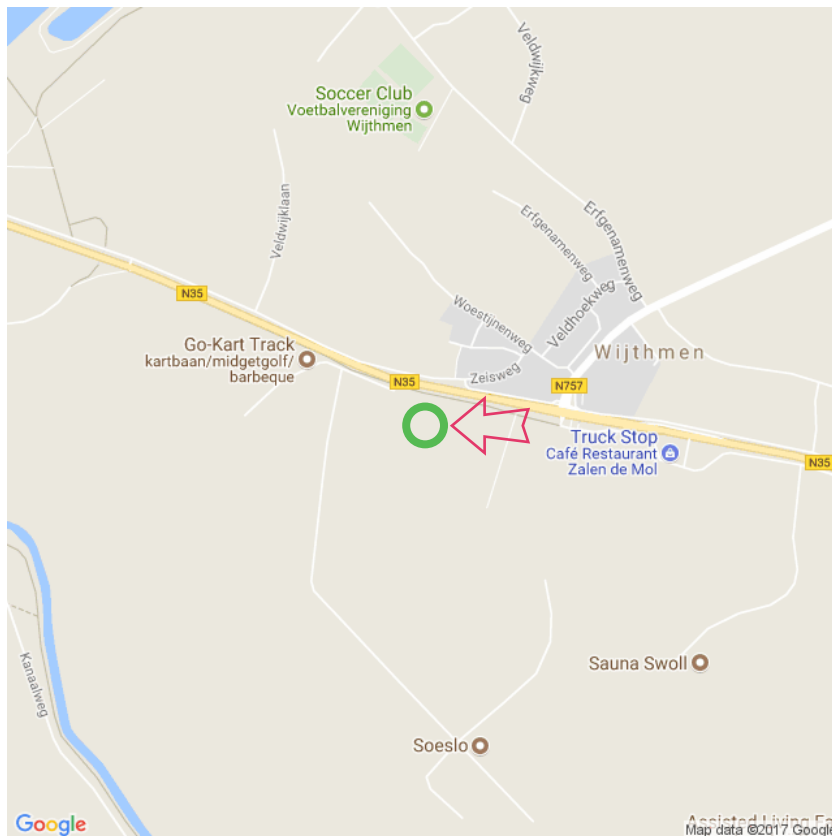 Veldwijkweg
Soccer Club
Voetbalvereniging
Wijthmen
Veldwijklaan
Erfgenamenweg
Erfgenamenweg
N35
Woestijnenweg
Veldhoekweg
Go-Kart Track
kartbaan/midgetgolf/
barbeque
Wijthmen
Zeisweg
N35
N757
Truck Stop
Café Restaurant
Zalen de Mol
N35
Kanaalweg
Sauna Swoll
Soeslo
Google
Map data ©2017 Google